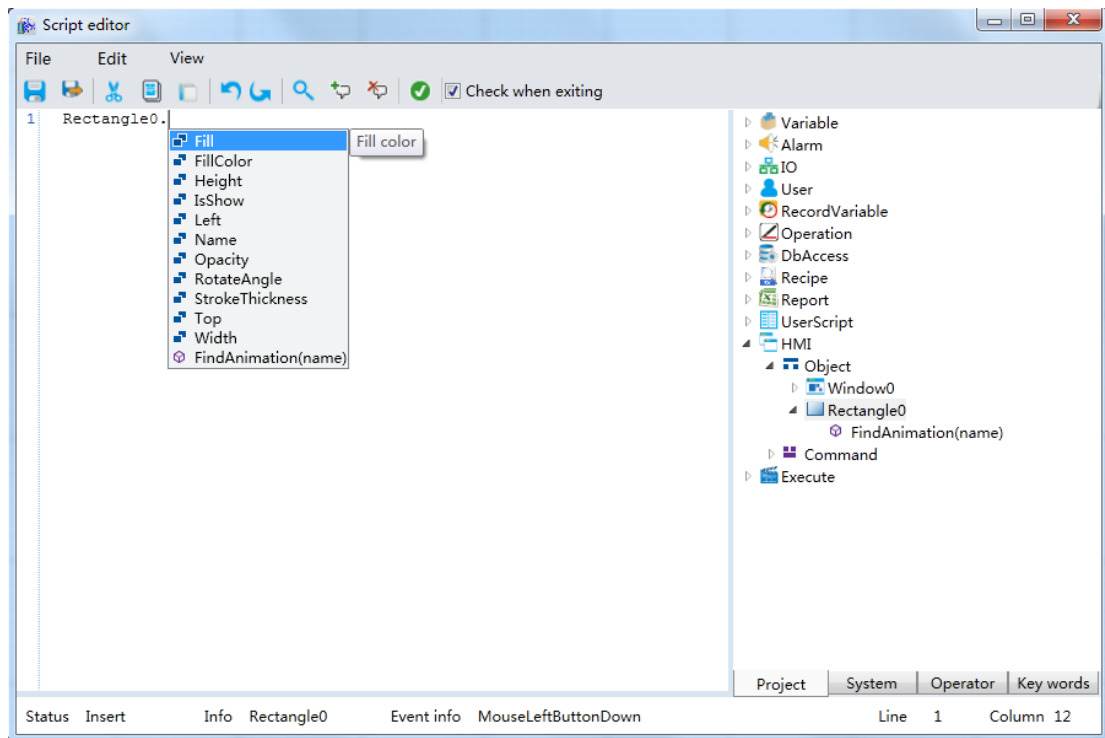 Script editor
File Edit View
Check when exiting
1 Rectangle0.
Fill Fill color
FillColor
Height
IsShow
Left
Name
Opacity
RotateAngle
StrokeThickness
Top
Width
FindAnimation(name)
Variable
Alarm
IO
User
RecordVariable
Operation
DbAccess
Recipe
Report
UserScript
HMI
Object
Window0
Rectangle0
FindAnimation(name)
Command
Execute
Project System Operator Key words
Status Insert Info Rectangle0 Event info MouseLeftButtonDown Line 1 Column 12